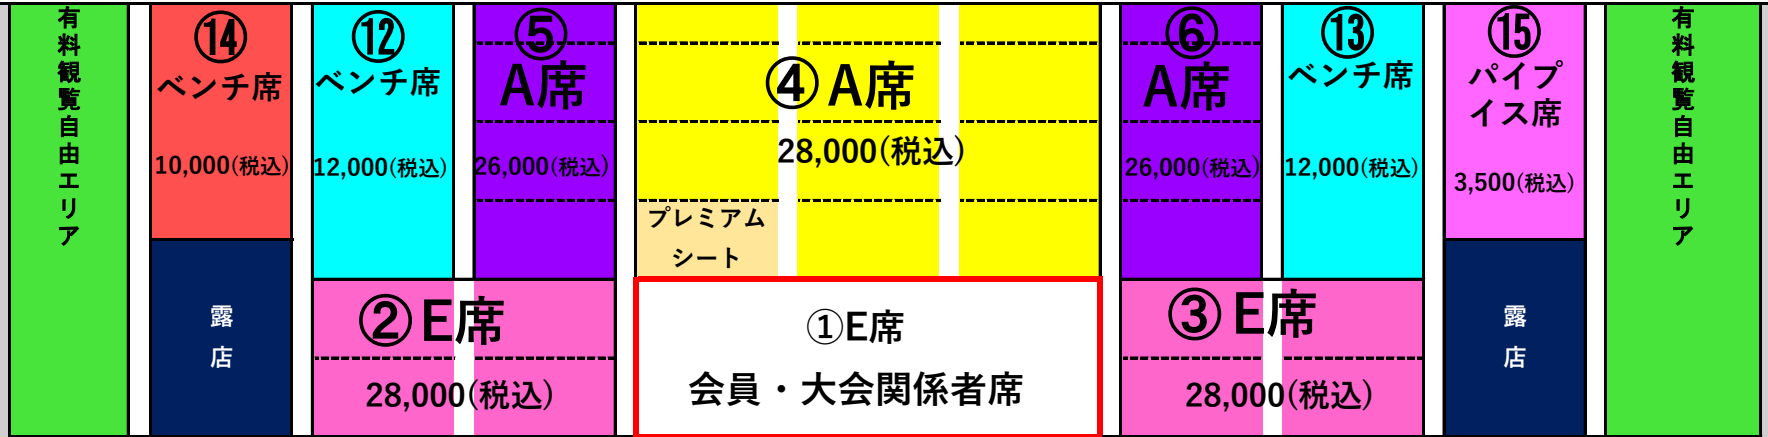 有料観覧自由エリア
⑭
ベンチ席
10,000(税込)
露
店
⑫
ベンチ席
12,000(税込)
⑤
A席
26,000(税込)
②E席
28,000(税込)
④A席
28,000(税込)
プレミアム
シート
①E席
会員・大会関係者席
⑥
A席
26,000(税込)
⑬
ベンチ席
12,000(税込)
③E席
28,000(税込)
⑮
パイプ
イス席
3,500(税込)
露
店
有料観覧自由エリア